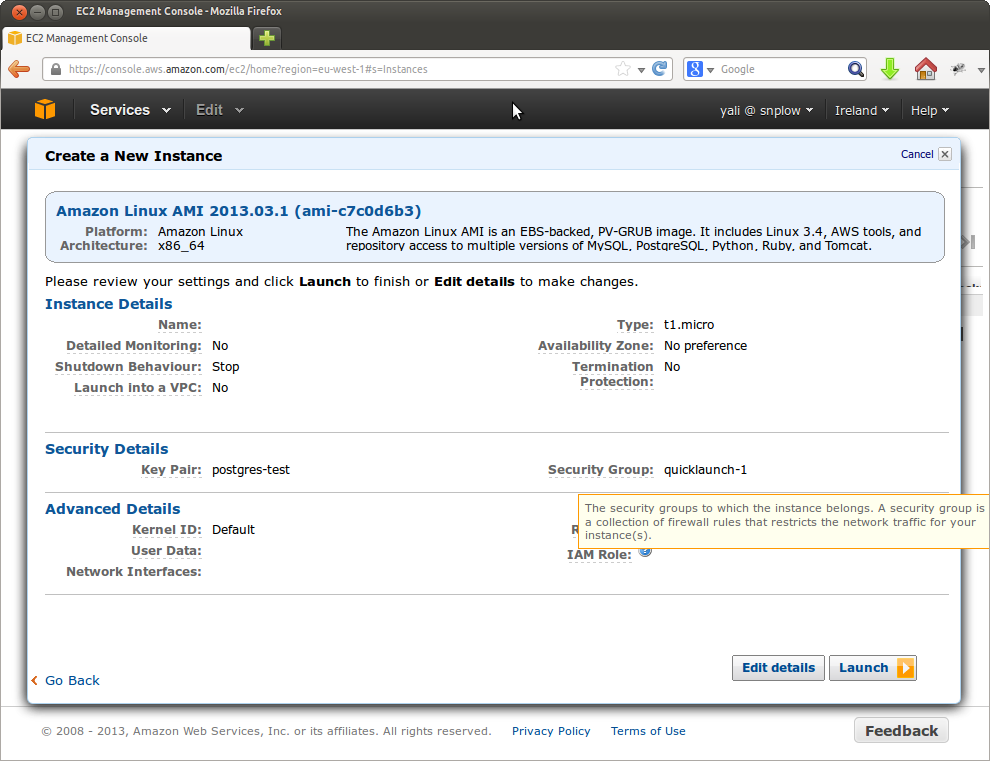 EC2 Management Console - Mozilla Firefox
EC2 Management Console
https://console.aws.amazon.com/ec2/home?region=eu-west-1#s=Instances
8 Google
Services Edit yali @ snplow Ireland Help
Create a New Instance Cancel
Amazon Linux AMI 2013.03.1 (ami-c7c0d6b3)
Platform: Amazon Linux The Amazon Linux AMI is an EBS-backed, PV-GRUB image. It includes Linux 3.4, AWS tools, and
Architecture: x86_64 repository access to multiple versions of MySQL, PostgreSQL, Python, Ruby, and Tomcat.
Please review your settings and click Launch to finish or Edit details to make changes.
Instance Details
Name: Type: t1.micro
Detailed Monitoring: No Availability Zone: No preference
Shutdown Behaviour: Stop Termination Protection: No
Launch into a VPC: No
Security Details
Key Pair: postgres-test Security Group: quicklaunch-1
Advanced Details
The security groups to which the instance belongs. A security group is
a collection of firewall rules that restricts the network traffic for your
instance(s).
Kernel ID: Default
User Data: IAM Role:
Network Interfaces:
Edit details Launch
Go Back
© 2008 - 2013, Amazon Web Services, Inc. or its affiliates. All rights reserved. Privacy Policy Terms of Use Feedback